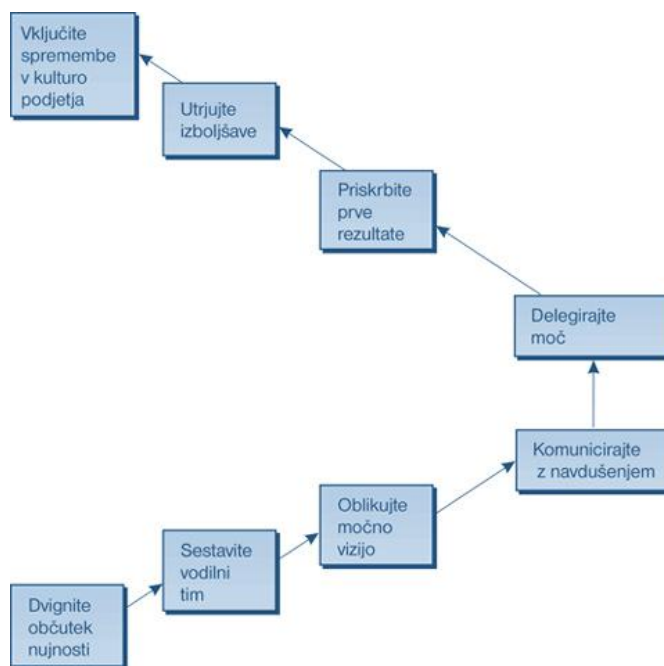 Vključite
spremembe
v kulturo
podjetja
Utrjujte
izboljšave
Priskrbite
prve
rezultate
Delegirajte
moč
Komunicirajte
z navdušenjem
Oblikujte
močno
vizijo
Sestavite
vodilni
tim
Dvignite
občutek
nujnosti